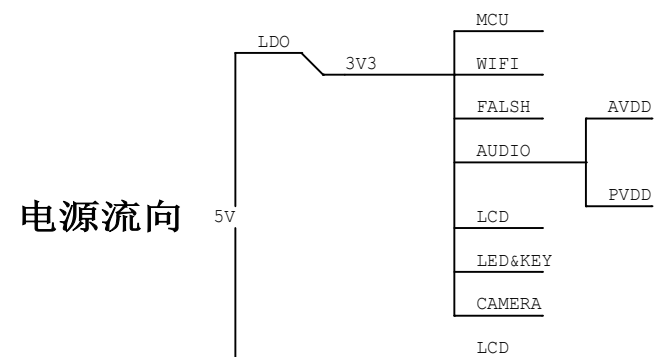 MCU
LDO
3V3
WIFI
FALSH
AVDD
AUDIO
PVDD
电源流向
5V
LCD
LED&KEY
CAMERA
LCD